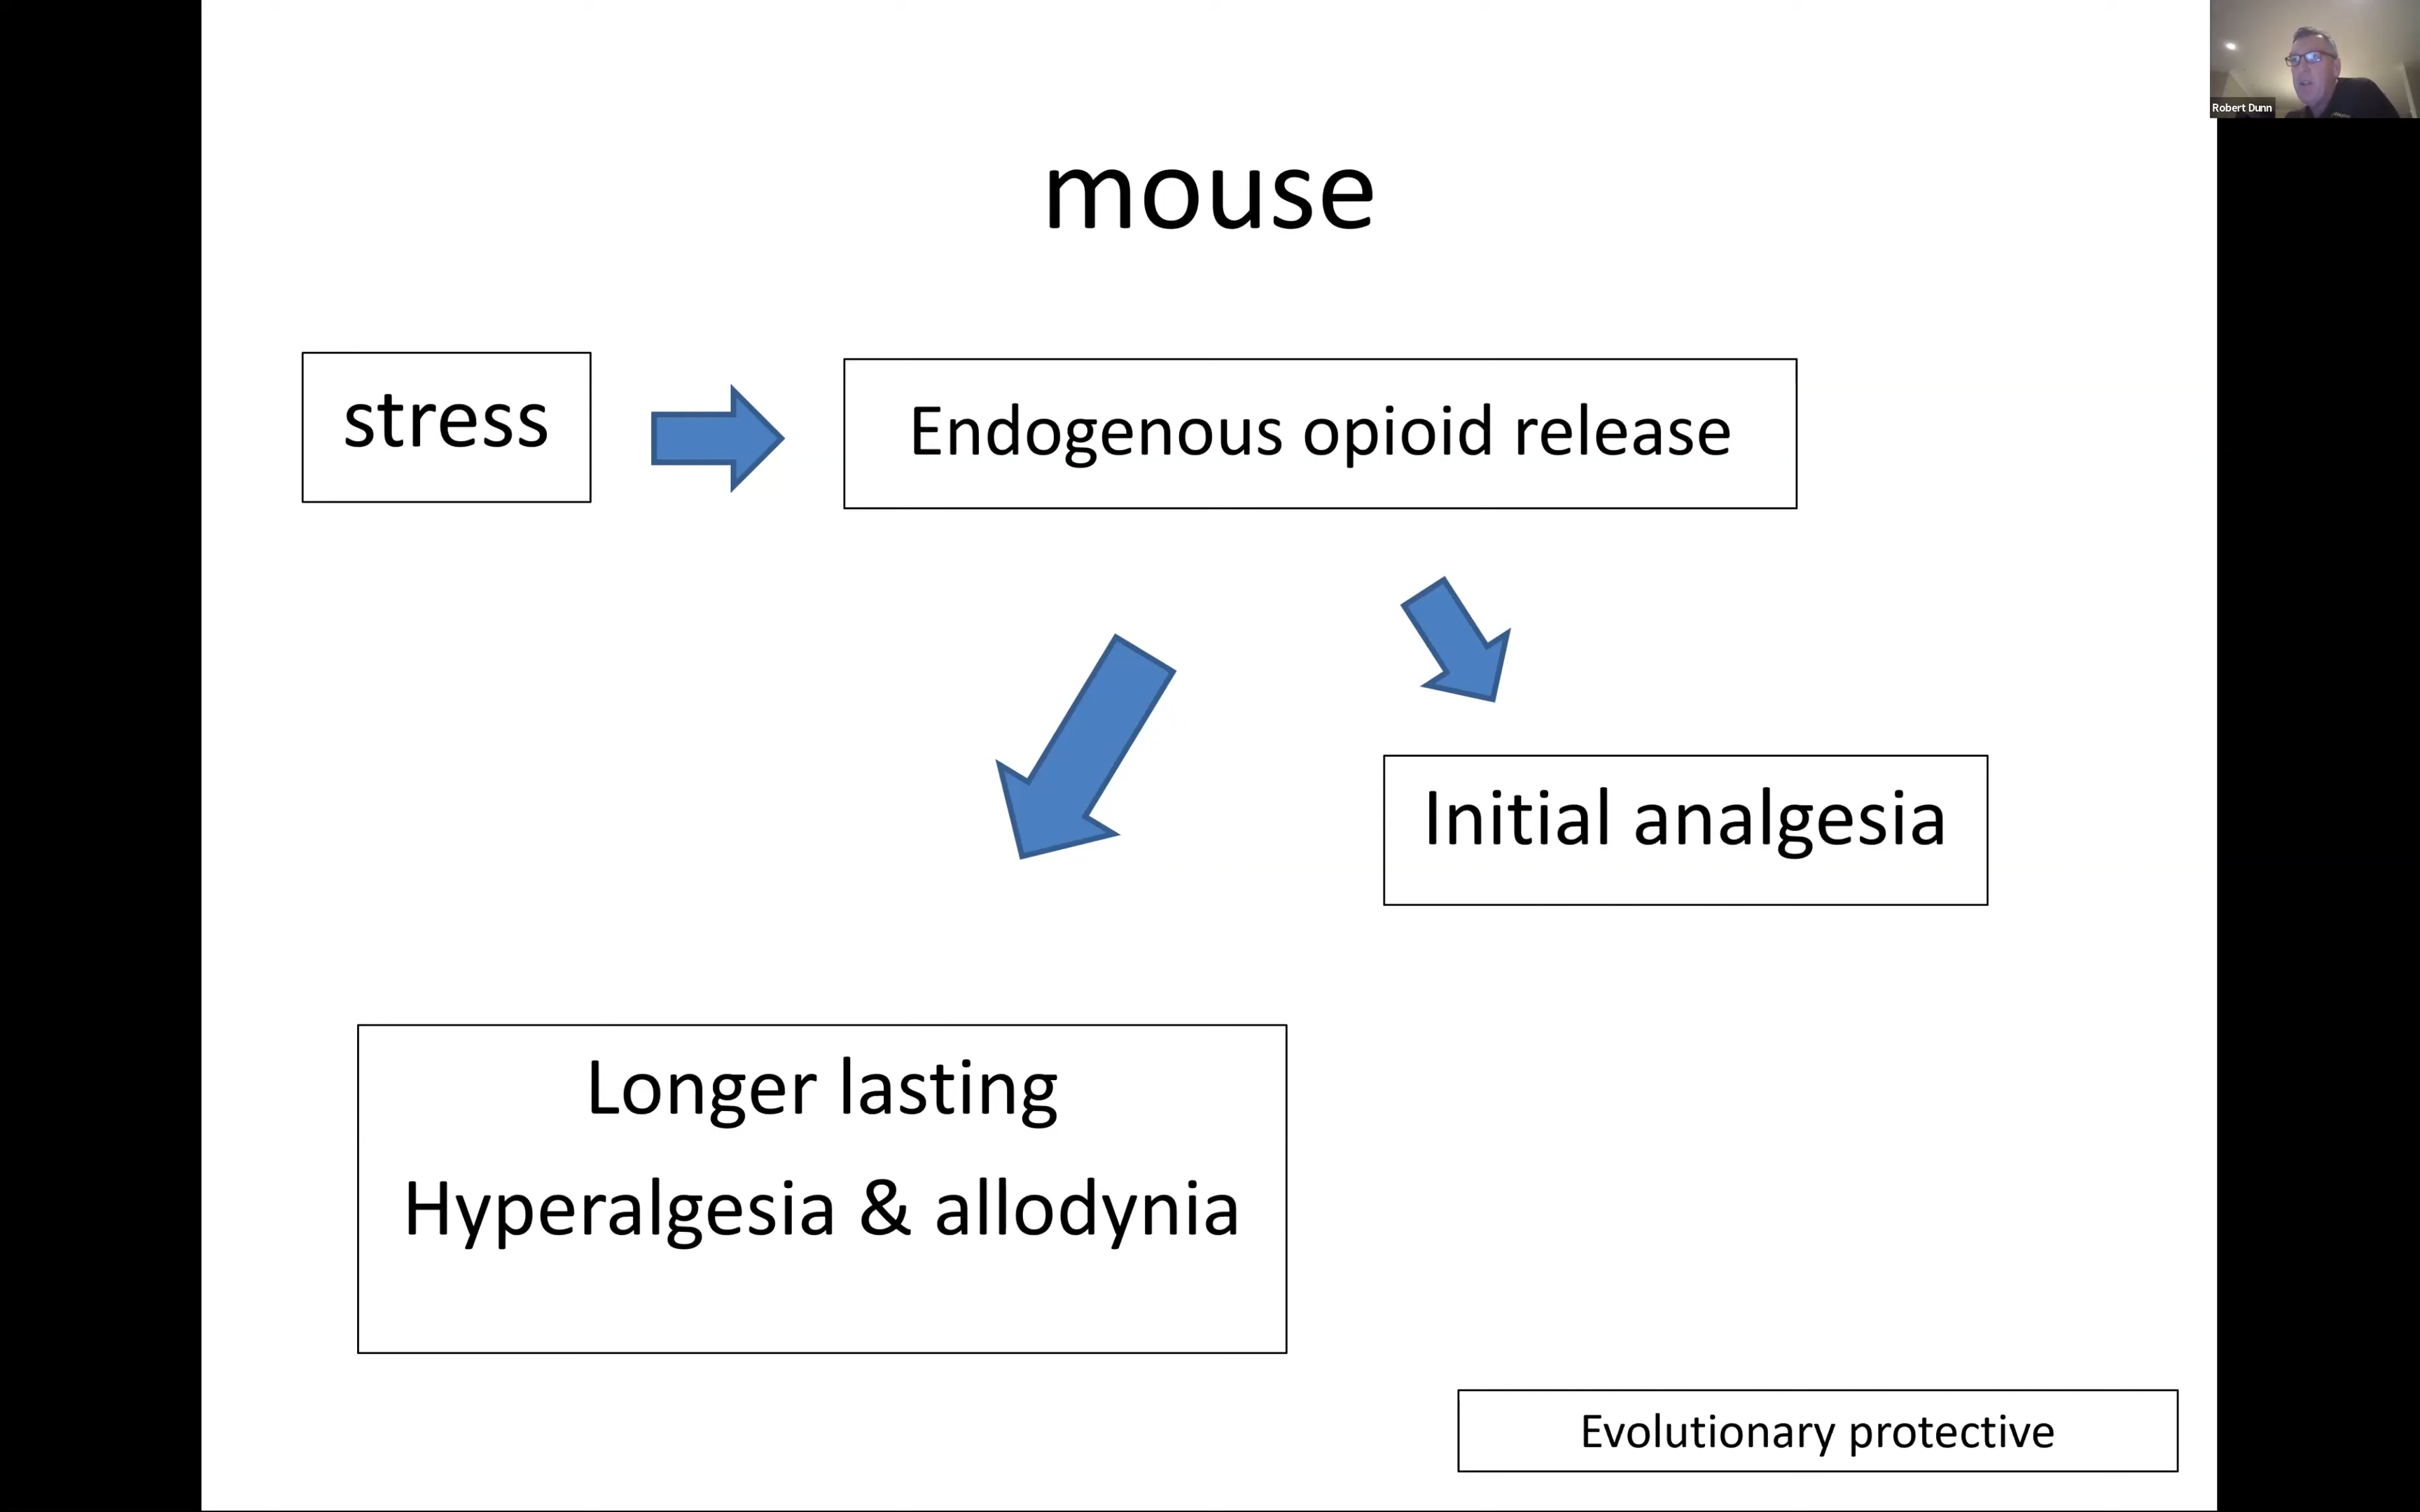 Robert Dunn
mouse
stress
Endogenous opioid release
Initial analgesia
Longer lasting
Hyperalgesia & allodynia
Evolutionary protective